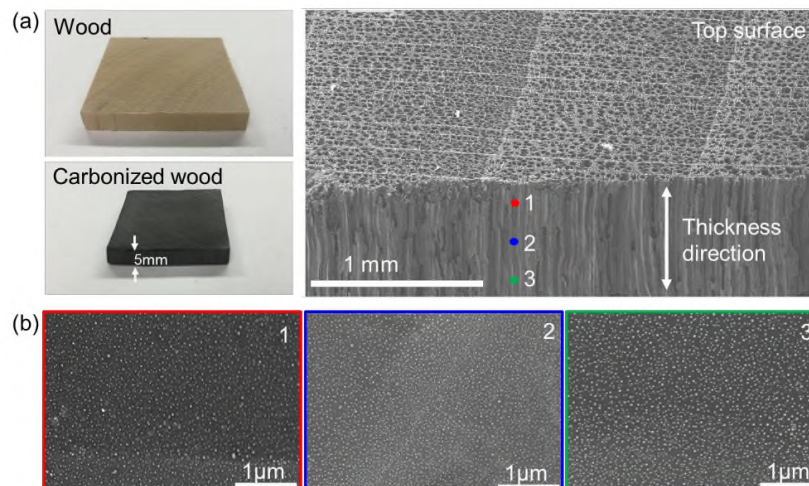 (a)
Wood
Carbonized wood
5mm
Top surface
1
2
3
Thickness
direction
1 mm
(b)
1
1μm
2
1μm
3
1μm